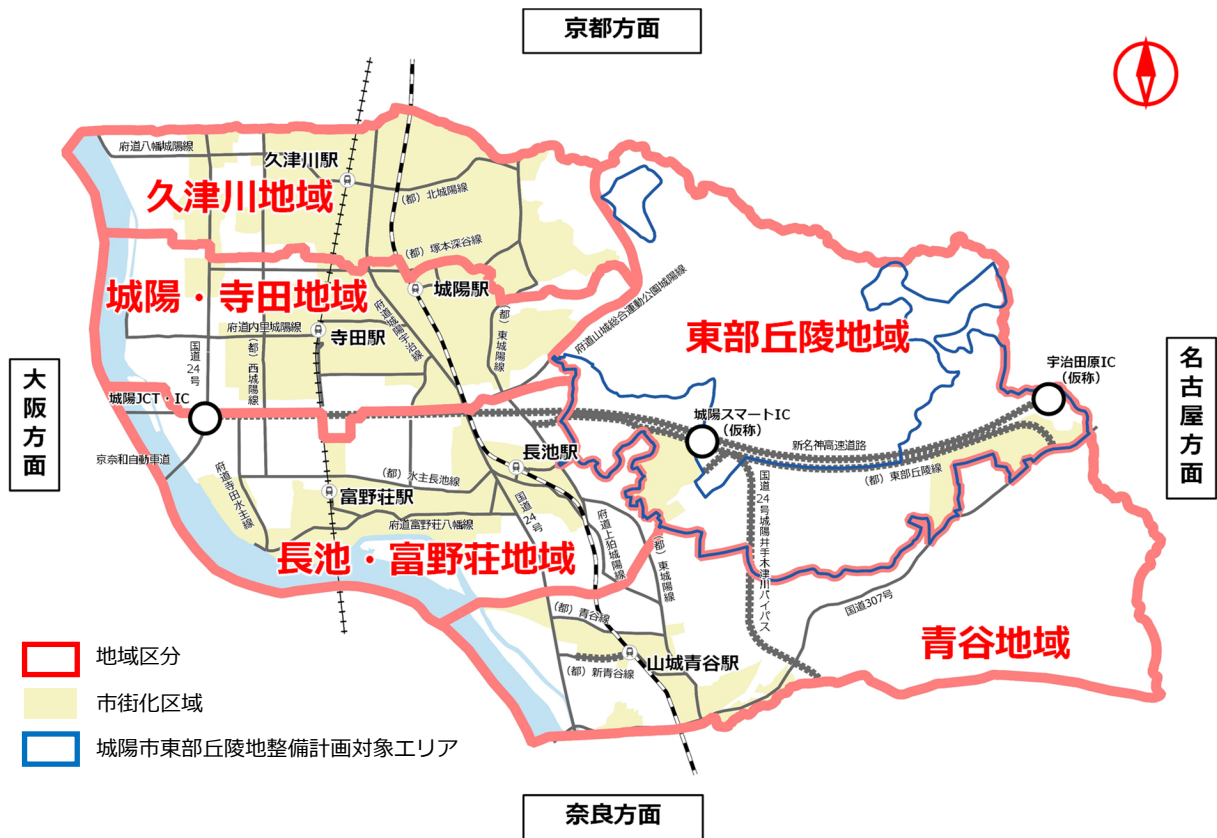 京都方面
府道八幡城陽線
久津川駅
久津川地域
(都)北城陽線
(都)塚本深谷線
城陽・寺田地域
城陽駅
府道山城総合運動公園城陽線
東部丘陵地域
府道内里城陽線
寺田駅
府道城陽宇治線
(都)東城陽線
国道24号
(都)西城陽線
大阪方面
名古屋方面
宇治田原IC
(仮称)
城陽JCT・IC
城陽スマートIC
(仮称)
新名神高速道路
京奈和自動車道
長池駅
(都)東部丘陵線
府道寺田水主線
(都)水主長池線
富野荘駅
国道24号
国道24号城陽井手木津川バイパス
府道富野荘八幡線
府道上狛城陽線
(都)東城陽線
長池・富野荘地域
国道307号
(都)青谷線
青谷地域
山城青谷駅
(都)新青谷線
地域区分
市街化区域
城陽市東部丘陵地整備計画対象エリア
奈良方面